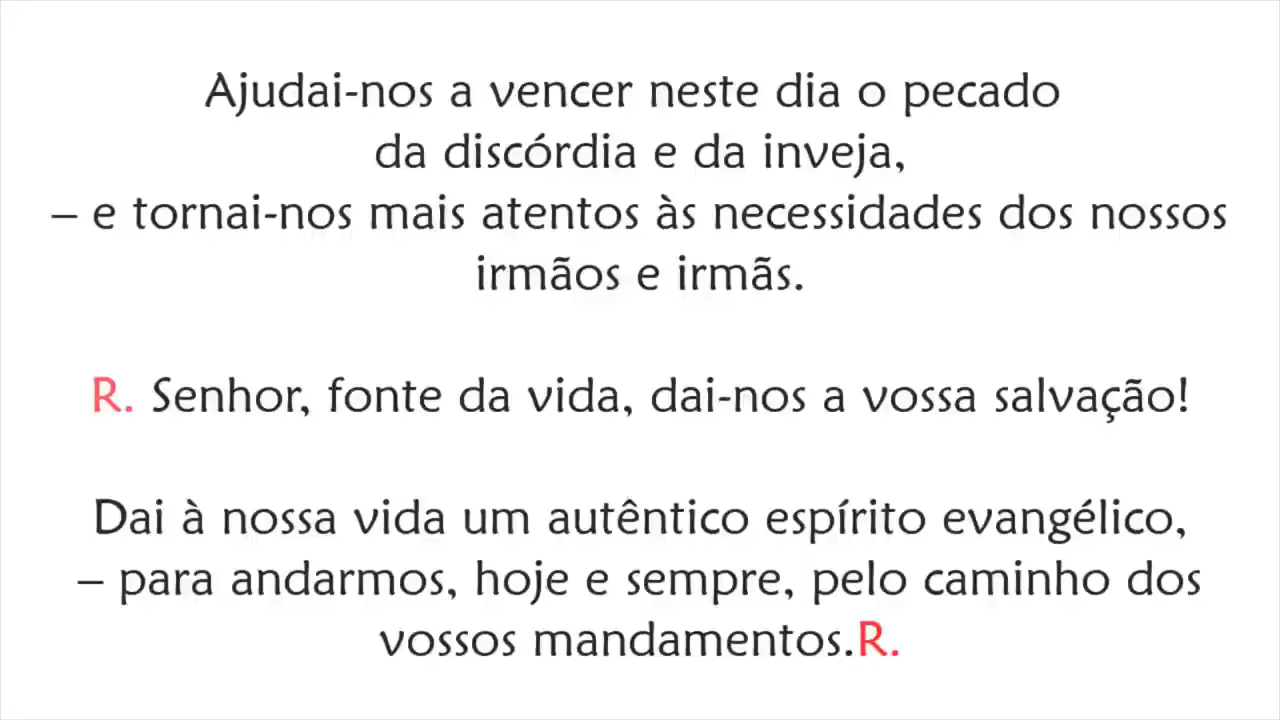 Ajudai-nos a vencer neste dia o pecado
da discórdia e da inveja,
– e tornai-nos mais atentos às necessidades dos nossos
irmãos e irmãs.
R. Senhor, fonte da vida, dai-nos a vossa salvação!
Dai à nossa vida um autêntico espírito evangélico,
– para andarmos, hoje e sempre, pelo caminho dos
vossos mandamentos.R.